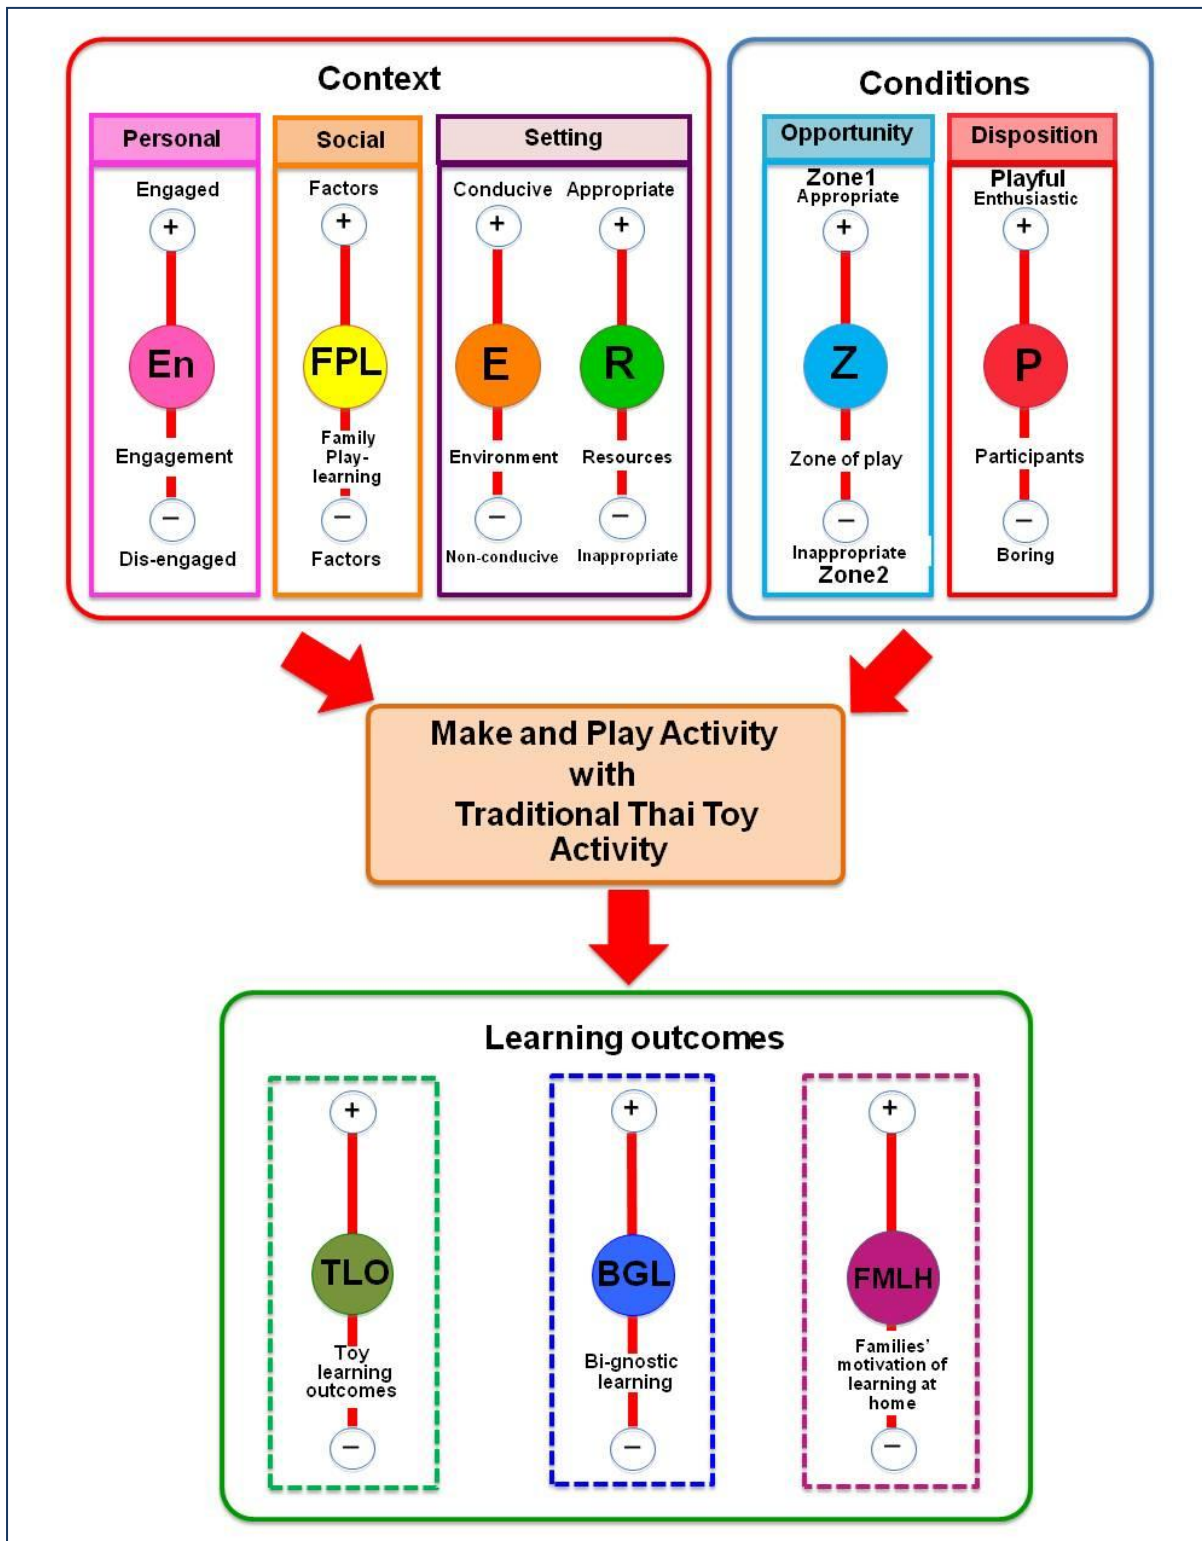 Context
Personal
Social
Setting
Engaged
Factors
Conducive
Appropriate
+
+
+
+
En
FPL
E
R
Engagement
Family
Play-
learning
Environment
Resources
–
–
–
–
Dis-engaged
Factors
Non-conducive
Inappropriate
Conditions
Opportunity
Disposition
Zone1
Appropriate
Playful
Enthusiastic
+
+
Z
P
Zone of play
Participants
–
–
Inappropriate
Zone2
Boring
Make and Play Activity
with
Traditional Thai Toy
Activity
Learning outcomes
+
+
+
TLO
BGL
FMLH
Toy
learning
outcomes
Bi-gnostic
learning
Families’
motivation of
learning at
home
–
–
–